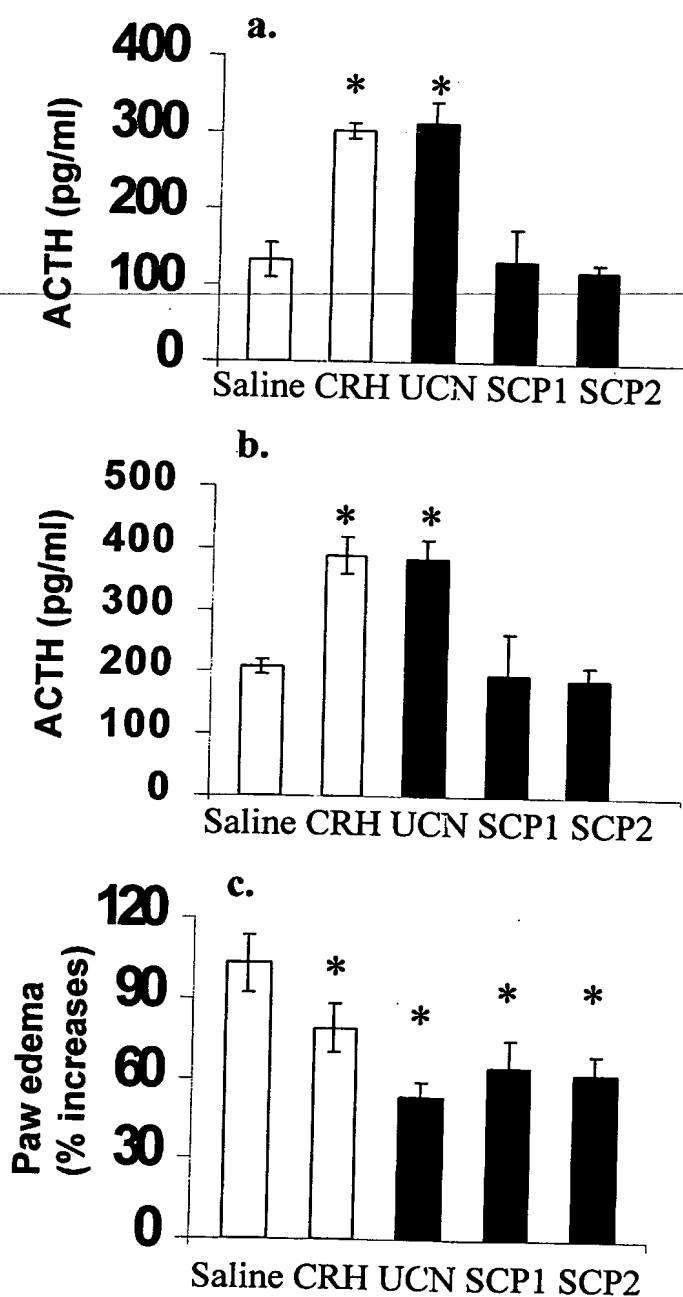 a.
400
300
200
100
0
ACTH (pg/ml)
* *
Saline CRH UCN SCP1 SCP2
b.
500
400
300
200
100
0
ACTH (pg/ml)
* *
Saline CRH UCN SCP1 SCP2
c.
120
90
60
30
0
Paw edema
(% increases)
* * * *
Saline CRH UCN SCP1 SCP2